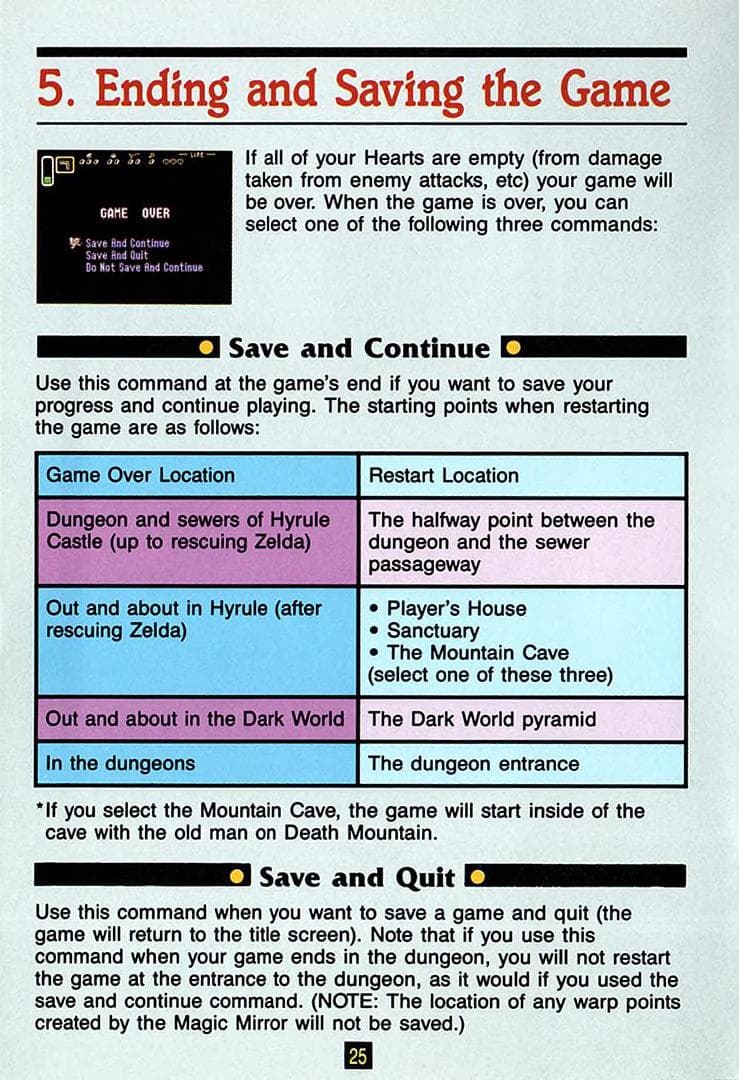 5. Ending and Saving the Game
LIFE
GAME OVER
Save And Continue
Save And Quit
Do Not Save And Continue
If all of your Hearts are empty (from damage
taken from enemy attacks, etc) your game will
be over. When the game is over, you can
select one of the following three commands:
Save and Continue
Use this command at the game's end if you want to save your
progress and continue playing. The starting points when restarting
the game are as follows:
Game Over Location
Restart Location
Dungeon and sewers of Hyrule
Castle (up to rescuing Zelda)
The halfway point between the
dungeon and the sewer
passageway
Out and about in Hyrule (after
rescuing Zelda)
• Player's House
• Sanctuary
• The Mountain Cave
(select one of these three)
Out and about in the Dark World
The Dark World pyramid
In the dungeons
The dungeon entrance
*If you select the Mountain Cave, the game will start inside of the
cave with the old man on Death Mountain.
Save and Quit
Use this command when you want to save a game and quit (the
game will return to the title screen). Note that if you use this
command when your game ends in the dungeon, you will not restart
the game at the entrance to the dungeon, as it would if you used the
save and continue command. (NOTE: The location of any warp points
created by the Magic Mirror will not be saved.)
25